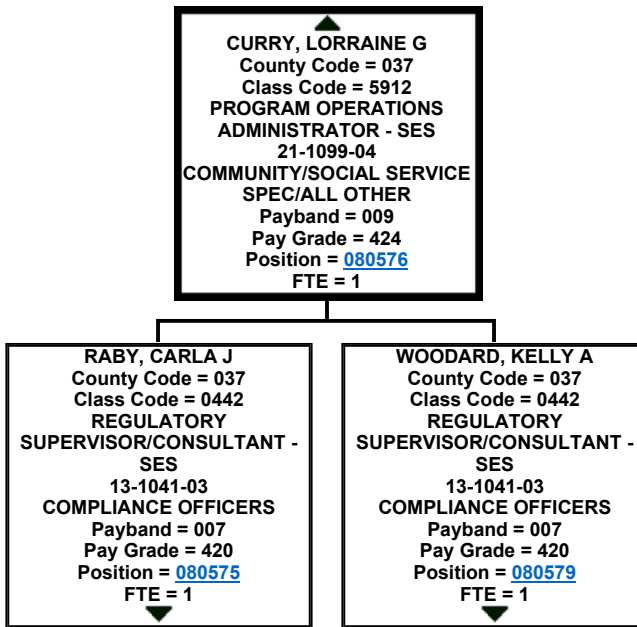 CURRY, LORRAINE G
County Code = 037
Class Code = 5912
PROGRAM OPERATIONS
ADMINISTRATOR - SES
21-1099-04
COMMUNITY/SOCIAL SERVICE
SPEC/ALL OTHER
Payband = 009
Pay Grade = 424
Position = 080576
FTE = 1
RABY, CARLA J
County Code = 037
Class Code = 0442
REGULATORY
SUPERVISOR/CONSULTANT -
SES
13-1041-03
COMPLIANCE OFFICERS
Payband = 007
Pay Grade = 420
Position = 080575
FTE = 1
WOODARD, KELLY A
County Code = 037
Class Code = 0442
REGULATORY
SUPERVISOR/CONSULTANT -
SES
13-1041-03
COMPLIANCE OFFICERS
Payband = 007
Pay Grade = 420
Position = 080579
FTE = 1